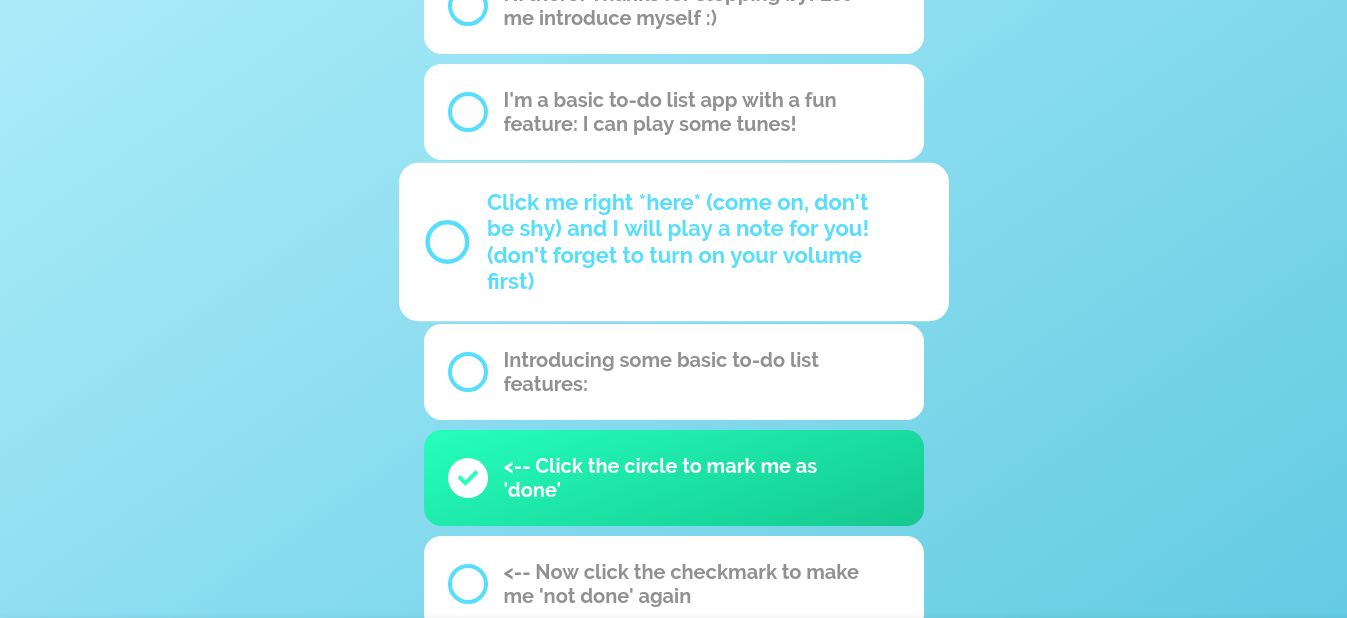 me introduce myself :)
I'm a basic to-do list app with a fun
feature: I can play some tunes!
Click me right *here* (come on, don't
be shy) and I will play a note for you!
(don't forget to turn on your volume
first)
Introducing some basic to-do list
features:
<-- Click the circle to mark me as
'done'
<-- Now click the checkmark to make
me 'not done' again